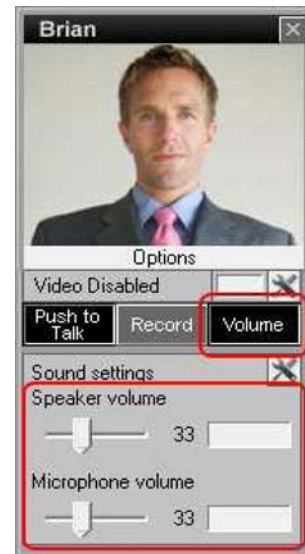 Brian
Options
Video Disabled
Push to Talk
Record
Volume
Sound settings
Speaker volume
33
Microphone volume
33